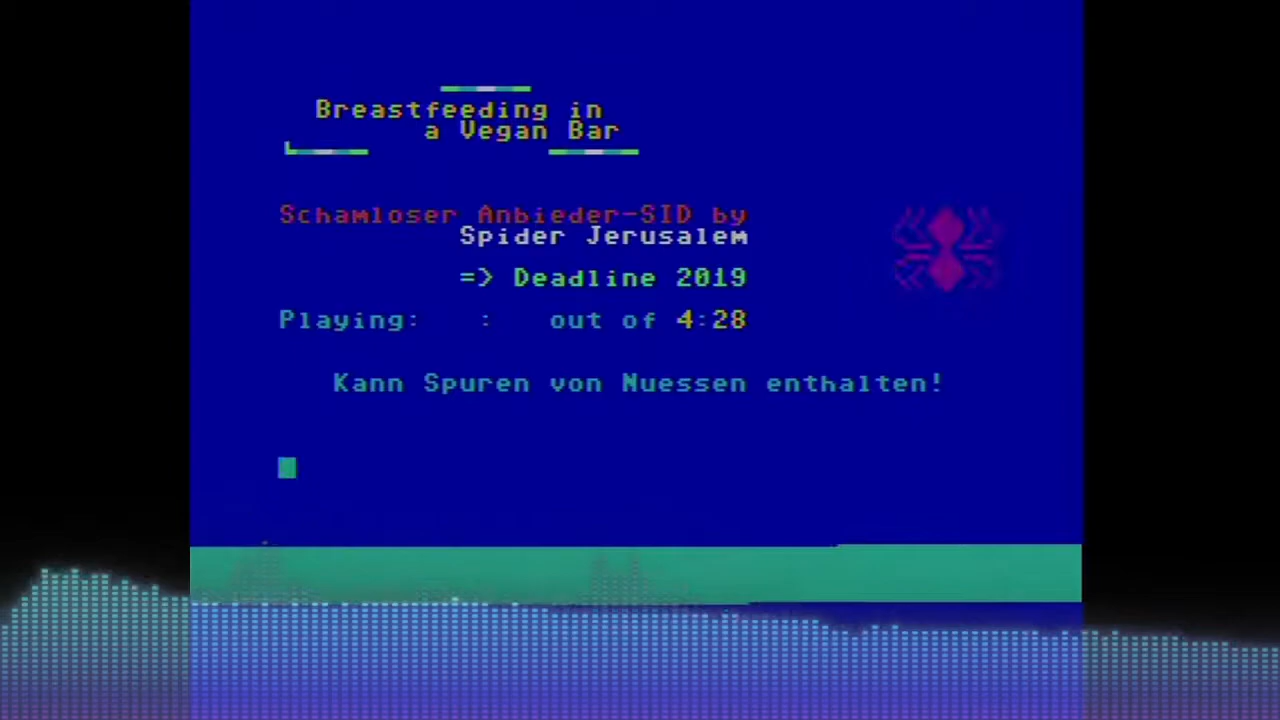 Breastfeeding in
a Vegan Bar
Schamloser Anbieder-SID by
Spider Jerusalem
=> Deadline 2019
Playing:   :   out of 4:28
Kann Spuren von Nuessen enthalten!